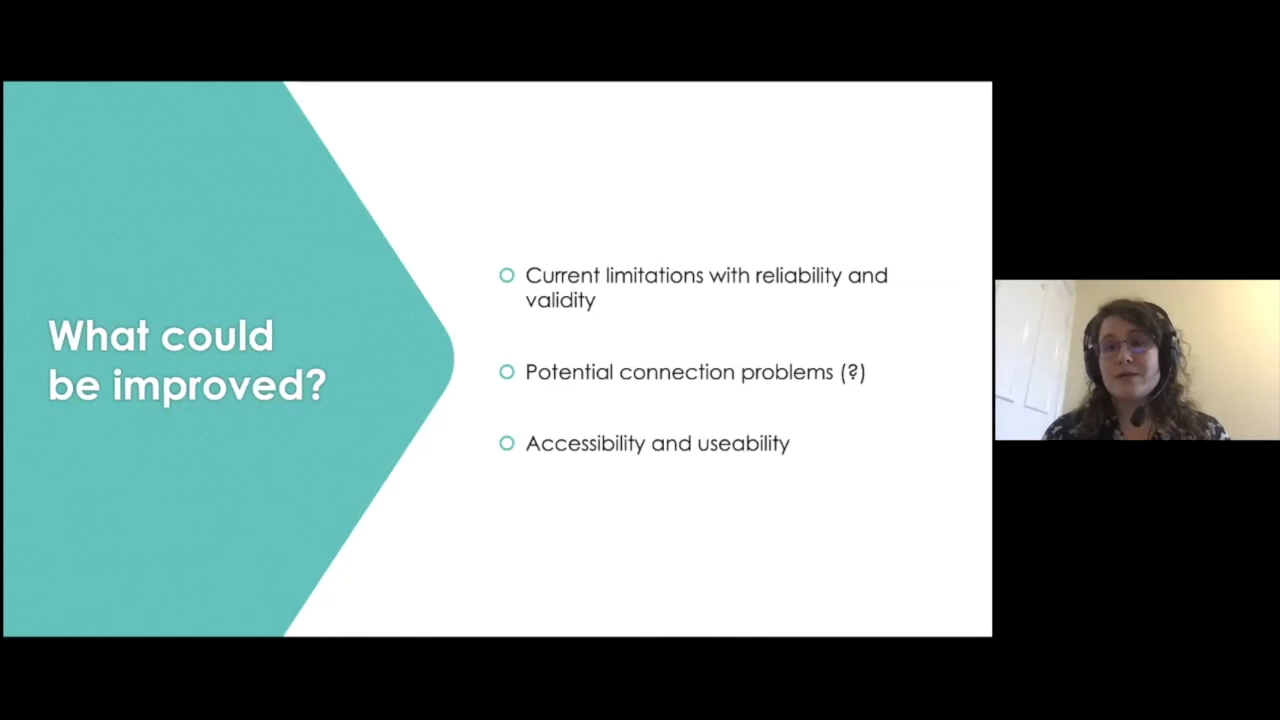 What could
be improved?
Current limitations with reliability and
validity
Potential connection problems (?)
Accessibility and useability